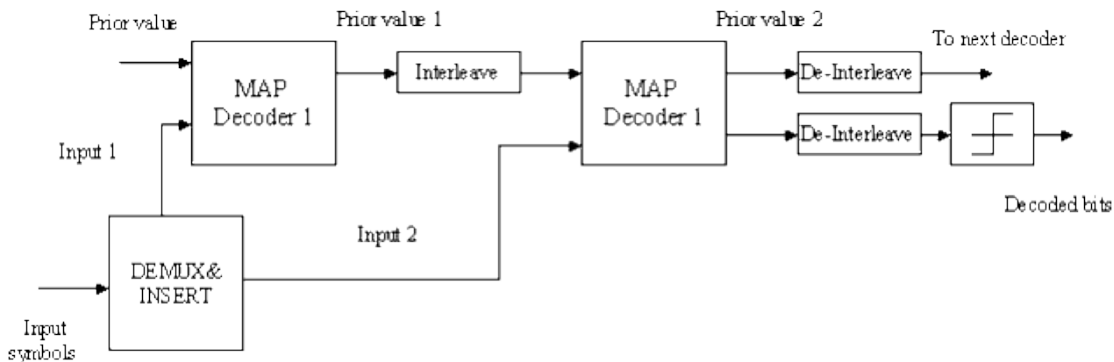 Prior value
Prior value 1
Prior value 2
To next decoder
MAP
Decoder 1
Interleave
MAP
Decoder 1
De-Interleave
De-Interleave
Input 1
Decoded bits
Input 2
DEMUX&
INSERT
Input
symbols